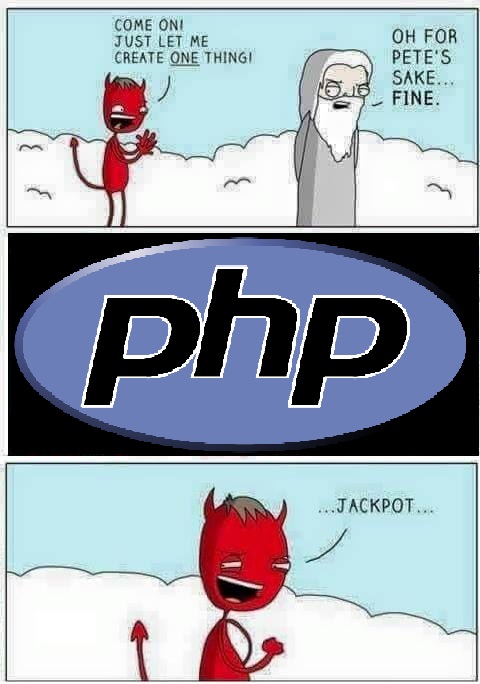 COME ON!
JUST LET ME
CREATE ONE THING!
OH FOR
PETE'S
SAKE...
FINE.
php
...JACKPOT...